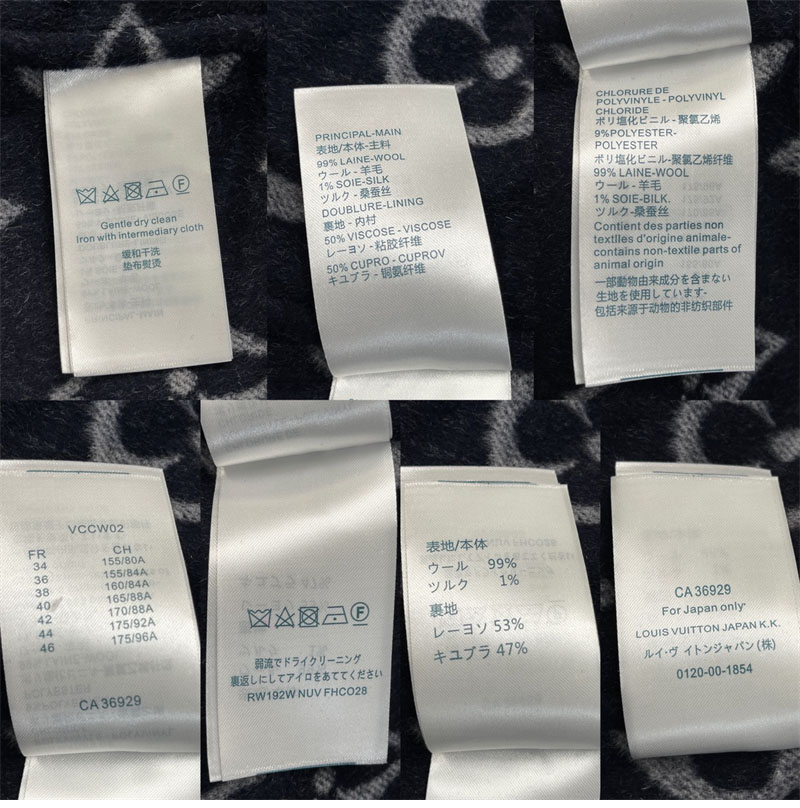 Gentle dry clean
Iron with intermediary cloth
缓和干洗
垫布熨烫
PRINCIPAL-MAIN
表地/本体-主料
99% LAINE-WOOL
ウール - 羊毛
1% SOIE-SILK
ツルク - 桑蚕丝
DOUBLURE-LINING
裏地 - 内村
50% VISCOSE - VISCOSE
レーヨソ - 粘胶纤维
50% CUPRO - CUPROV
キユブラ - 铜氨纤维
CHLORURE DE
POLYVINYLE - POLYVINYL
CHLORIDE
ポリ塩化ビニル - 聚氯乙烯
9%POLYESTER-
POLYESTER
ポリ塩化ビニル-聚氯乙烯纤维
99% LAINE-WOOL
ウール - 羊毛
1% SOIE-BILK.
ツルク-桑蚕丝
Contient des parties non
textlles d'origine animale-
contains non-textile parts of
animal origin
一部動物由来成分を含まない
生地を使用しています-
包括来源于动物的非纺织部件
VCCW02
FR CH
34 155/80A
36 155/84A
38 160/84A
40 165/88A
42 170/88A
44 175/92A
46 175/96A
CA 36929
弱流でドライクリーニング
裏返しにしてアイロをあててください
RW192W NUV FHCO28
表地/本体
ウール 99%
ツルク 1%
裏地
レーヨソ 53%
キユブラ 47%
CA 36929
For Japan only
LOUIS VUITTON JAPAN K.K.
ルイ・ヴ イトンジャパン (株)
0120-00-1854